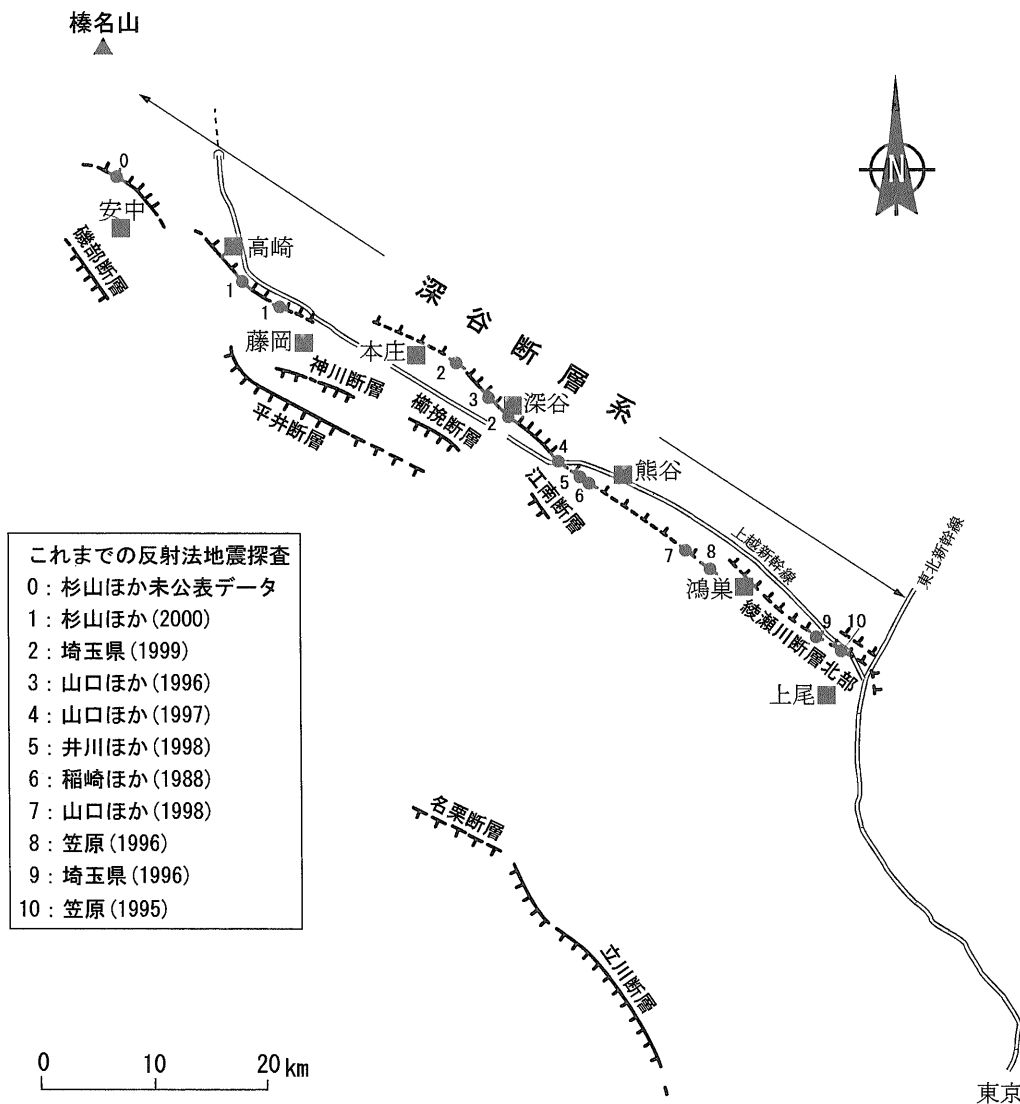 榛名山
N
0
安中
磯部断層
高崎
1
1
藤岡
深谷断層系
本庄
2
神川断層
3
深谷
2
櫛挽断層
平井断層
4
熊谷
5
6
江南断層
上越新幹線
東北新幹線
7
8
鴻巣
9
10
綾瀬川断層北部
上尾
これまでの反射法地震探査
0：杉山ほか未公表データ
1：杉山ほか(2000)
2：埼玉県(1999)
3：山口ほか(1996)
4：山口ほか(1997)
5：井川ほか(1998)
6：稲崎ほか(1988)
7：山口ほか(1998)
8：笠原(1996)
9：埼玉県(1996)
10：笠原(1995)
名栗断層
立川断層
0 10 20 km
東京